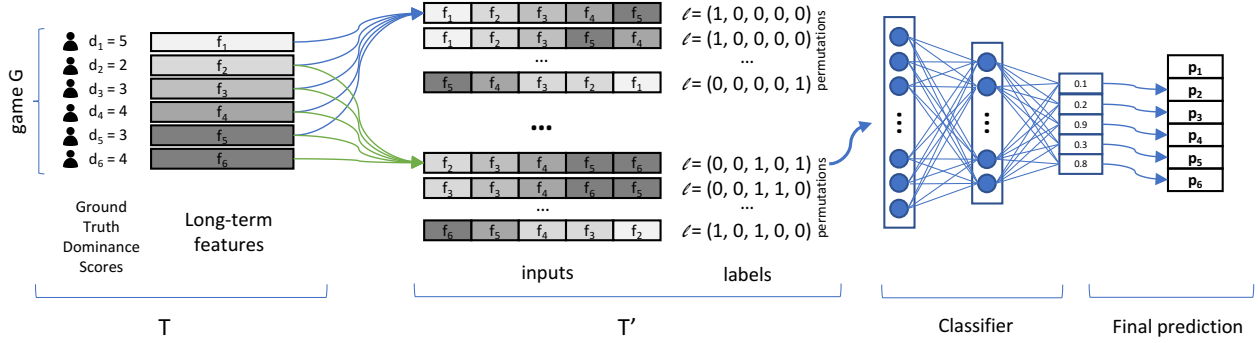 game G
d1 = 5
d2 = 2
d3 = 3
d4 = 4
d5 = 3
d6 = 4
Ground
Truth
Dominance
Scores
f1
f2
f3
f4
f5
f6
Long-term
features
T
f1 f2 f3 f4 f5 ℓ = (1, 0, 0, 0, 0)
f1 f2 f3 f5 f4 ℓ = (1, 0, 0, 0, 0)
... ...
f5 f4 f3 f2 f1 ℓ = (0, 0, 0, 0, 1)
permutations
...
f2 f3 f4 f5 f6 ℓ = (0, 0, 1, 0, 1)
f2 f3 f4 f6 f5 ℓ = (0, 0, 1, 1, 0)
... ...
f6 f5 f4 f3 f2 ℓ = (1, 0, 1, 0, 0)
permutations
inputs labels
T'
...
...
0.1
0.2
0.9
0.3
0.8
Classifier
p1
p2
p3
p4
p5
p6
Final prediction